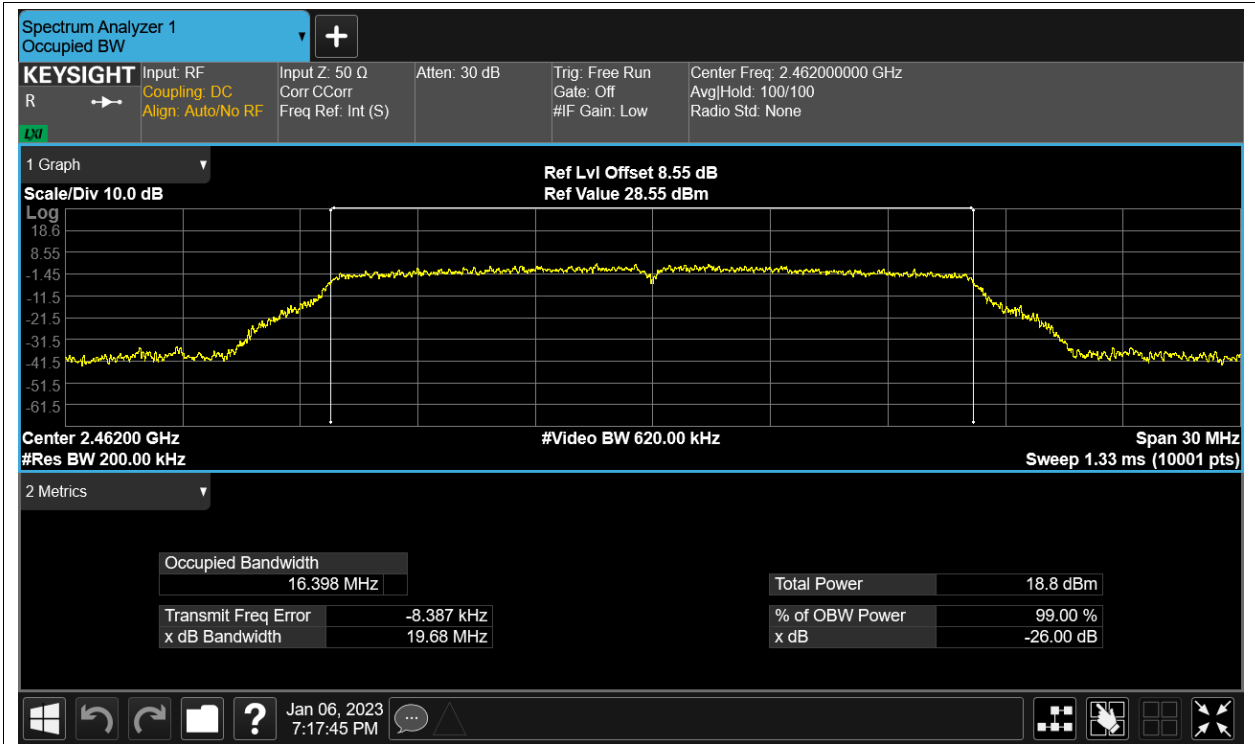 Spectrum Analyzer 1
Occupied BW
KEYSIGHT
R
LXI
Input: RF
Coupling: DC
Align: Auto/No RF
Input Z: 50 Ω
Corr CCorr
Freq Ref: Int (S)
Atten: 30 dB
Trig: Free Run
Gate: Off
#IF Gain: Low
Center Freq: 2.462000000 GHz
Avg|Hold: 100/100
Radio Std: None
1 Graph
Scale/Div 10.0 dB
Ref Lvl Offset 8.55 dB
Ref Value 28.55 dBm
Log
18.6
8.55
-1.45
-11.5
-21.5
-31.5
-41.5
-51.5
-61.5
Center 2.46200 GHz
#Video BW 620.00 kHz
Span 30 MHz
#Res BW 200.00 kHz
Sweep 1.33 ms (10001 pts)
2 Metrics
Occupied Bandwidth
16.398 MHz
Total Power 18.8 dBm
Transmit Freq Error -8.387 kHz
% of OBW Power 99.00 %
x dB Bandwidth 19.68 MHz
x dB -26.00 dB
?
Jan 06, 2023
7:17:45 PM